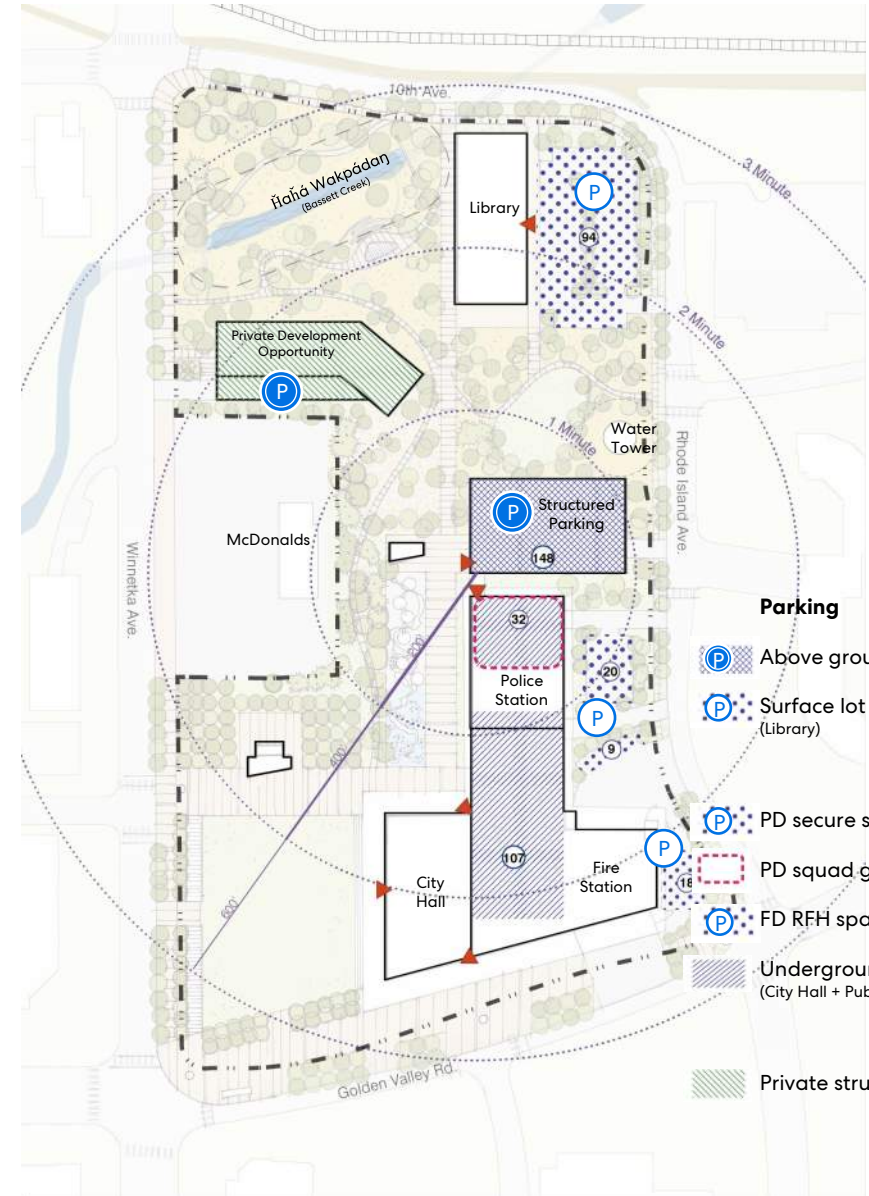 10th Ave.
Ȟaȟá Wakpádaŋ
(Bassett Creek)
Library
P
94
3 Minute
2 Minute
1 Minute
Private Development
Opportunity
P
Water
Tower
Rhode Island Ave.
Winnetka Ave.
McDonalds
P
Structured
Parking
148
200'
400'
600'
32
Police
Station
20
P
9
107
City
Hall
Fire
Station
P
18
Golden Valley Rd.
Parking
P Above grou
P Surface lot
(Library)
P PD secure s
PD squad g
P FD RFH spa
Undergrou
(City Hall + Pub
Private stru